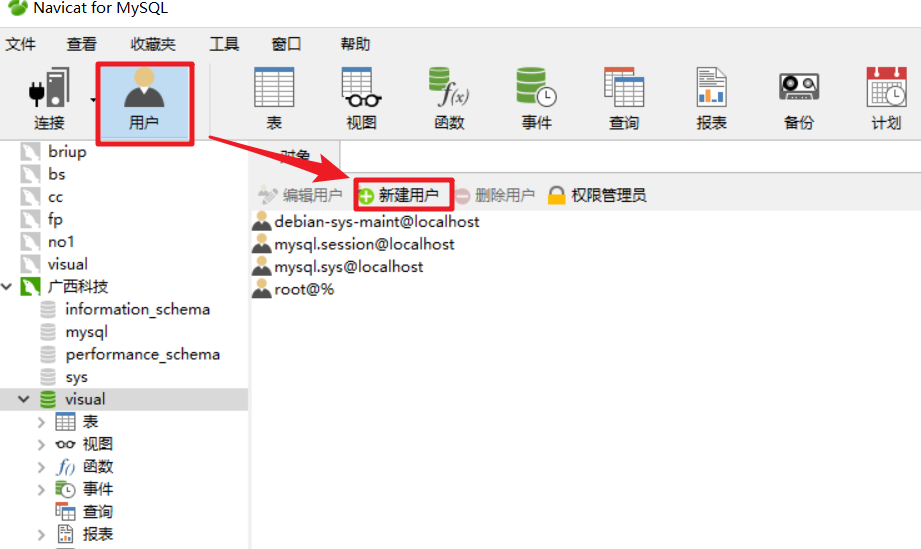 Navicat for MySQL
文件 查看 收藏夹 工具 窗口 帮助
连接 用户 表 视图 函数 事件 查询 报表 备份 计划
对象
编辑用户 新建用户 删除用户 权限管理员
briup
bs
cc
fp
no1
visual
广西科技
information_schema
mysql
performance_schema
sys
visual
表
视图
函数
事件
查询
报表
debian-sys-maint@localhost
mysql.session@localhost
mysql.sys@localhost
root@%